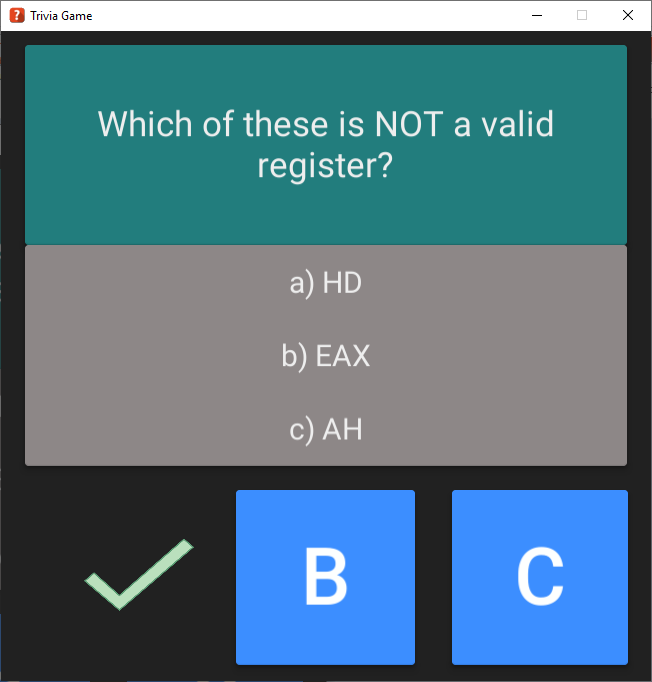 Trivia Game
Which of these is NOT a valid
register?
a) HD
b) EAX
c) AH
B
C